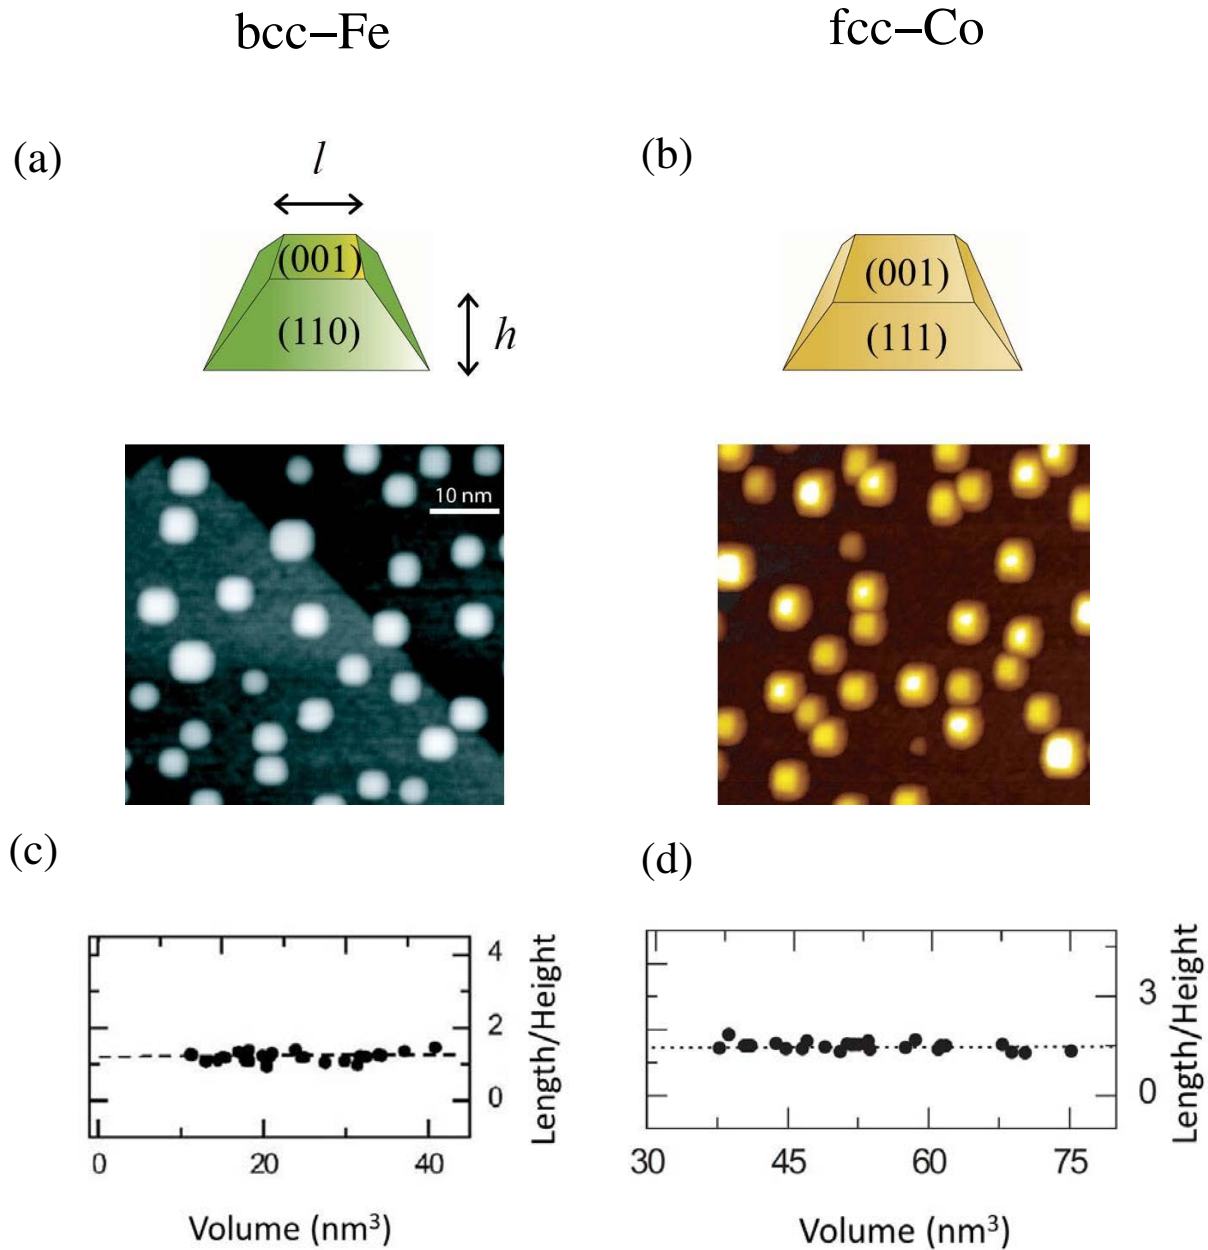 bcc–Fe
fcc–Co
(a)
(b)
l
(001)
(110)
h
(001)
(111)
10 nm
(c)
(d)
4
2
0
Length/Height
0
20
40
Volume (nm³)
3
0
Length/Height
30
45
60
75
Volume (nm³)